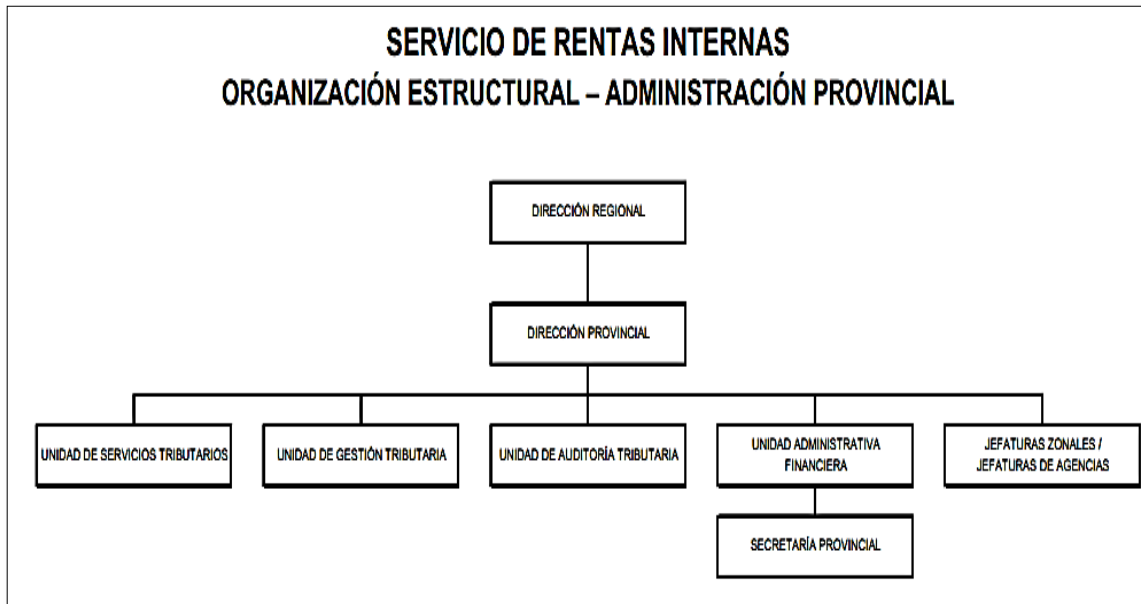 SERVICIO DE RENTAS INTERNAS
ORGANIZACIÓN ESTRUCTURAL – ADMINISTRACIÓN PROVINCIAL
DIRECCIÓN REGIONAL
DIRECCIÓN PROVINCIAL
UNIDAD DE SERVICIOS TRIBUTARIOS
UNIDAD DE GESTIÓN TRIBUTARIA
UNIDAD DE AUDITORÍA TRIBUTARIA
UNIDAD ADMINISTRATIVA
FINANCIERA
JEFATURAS ZONALES /
JEFATURAS DE AGENCIAS
SECRETARÍA PROVINCIAL